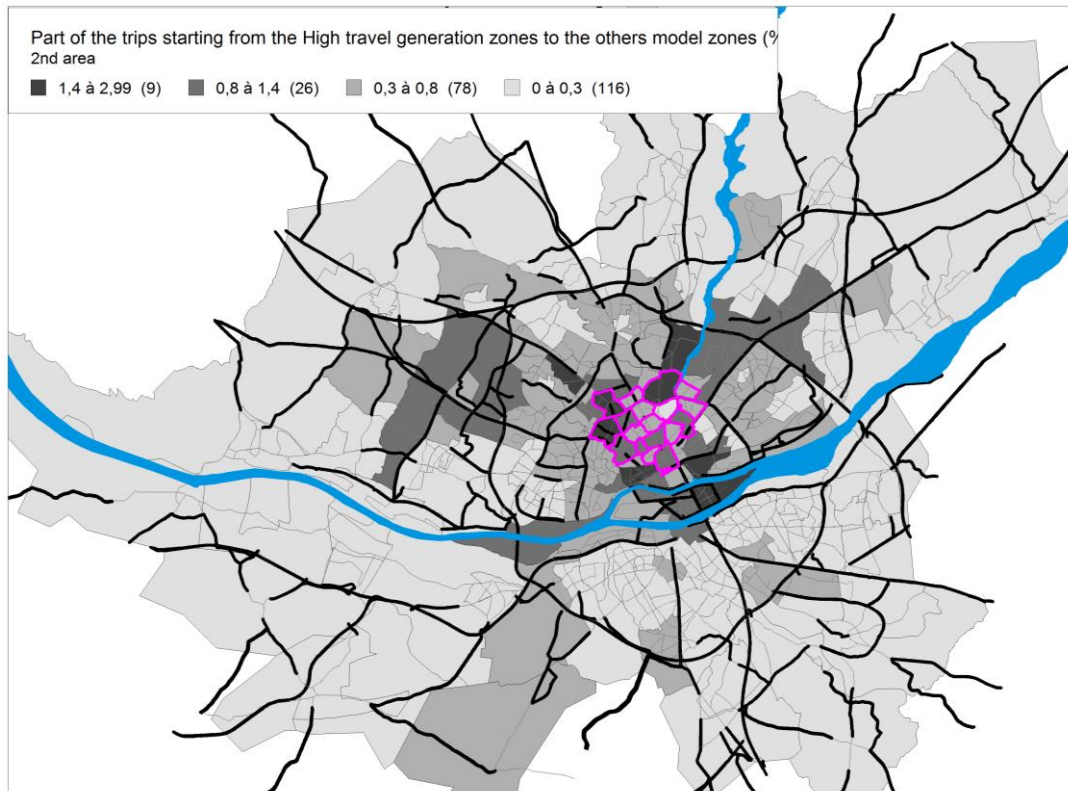 Part of the trips starting from the High travel generation zones to the others model zones (%
2nd area
1,4 à 2,99 (9) 0,8 à 1,4 (26) 0,3 à 0,8 (78) 0 à 0,3 (116)